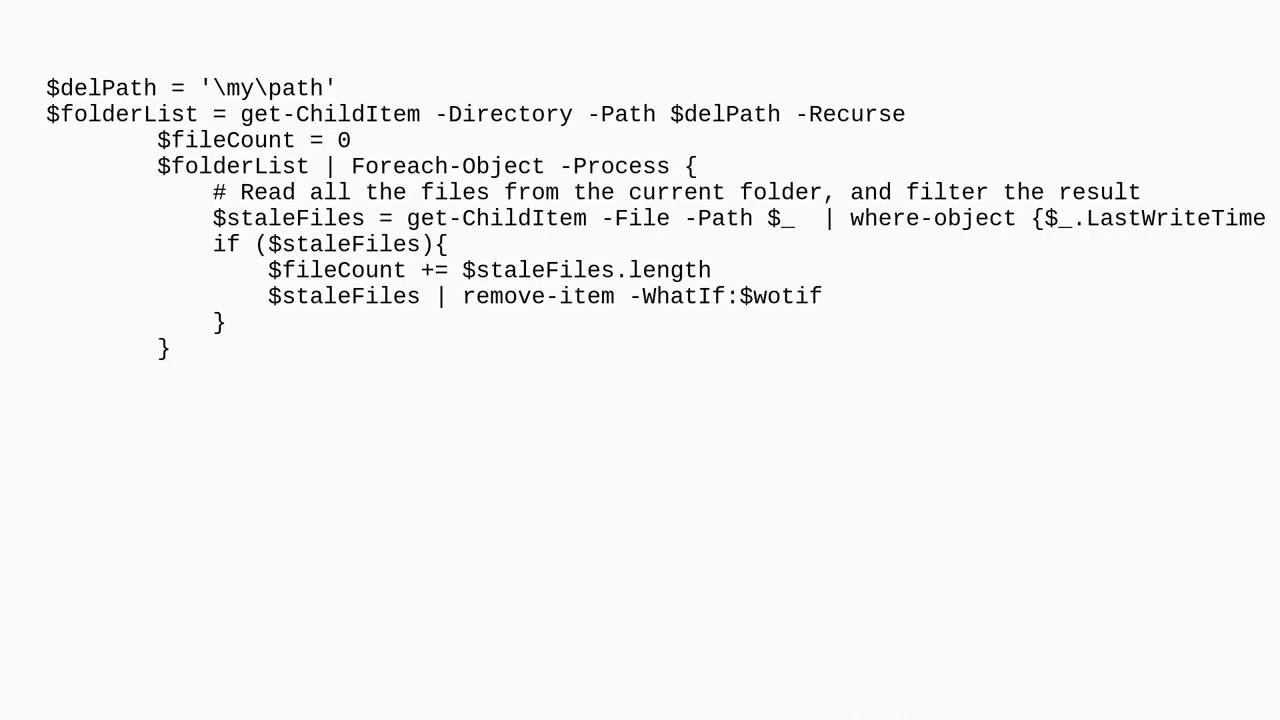 $delPath = '\my\path'
$folderList = get-ChildItem -Directory -Path $delPath -Recurse
        $fileCount = 0
        $folderList | Foreach-Object -Process {
            # Read all the files from the current folder, and filter the result
            $staleFiles = get-ChildItem -File -Path $_  | where-object {$_.LastWriteTime
            if ($staleFiles){
                $fileCount += $staleFiles.length
                $staleFiles | remove-item -WhatIf:$wotif
            }
        }